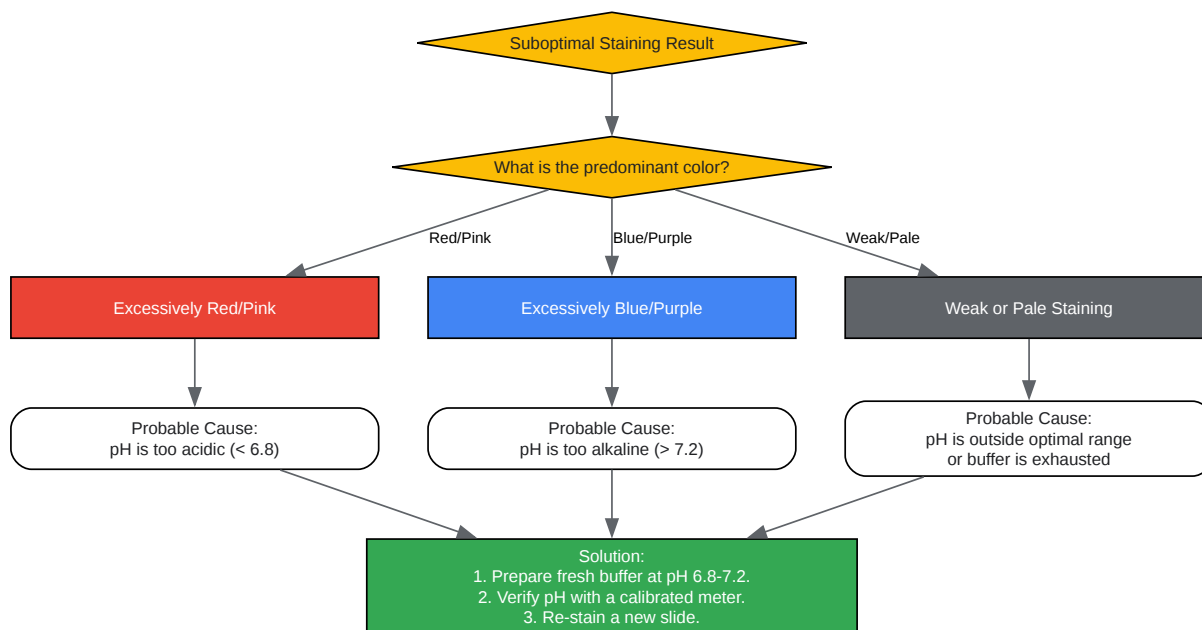 Suboptimal Staining Result
What is the predominant color?
Red/Pink
Blue/Purple
Weak/Pale
Excessively Red/Pink
Excessively Blue/Purple
Weak or Pale Staining
Probable Cause:
pH is too acidic (< 6.8)
Probable Cause:
pH is too alkaline (> 7.2)
Probable Cause:
pH is outside optimal range
or buffer is exhausted
Solution:
1. Prepare fresh buffer at pH 6.8-7.2.
2. Verify pH with a calibrated meter.
3. Re-stain a new slide.